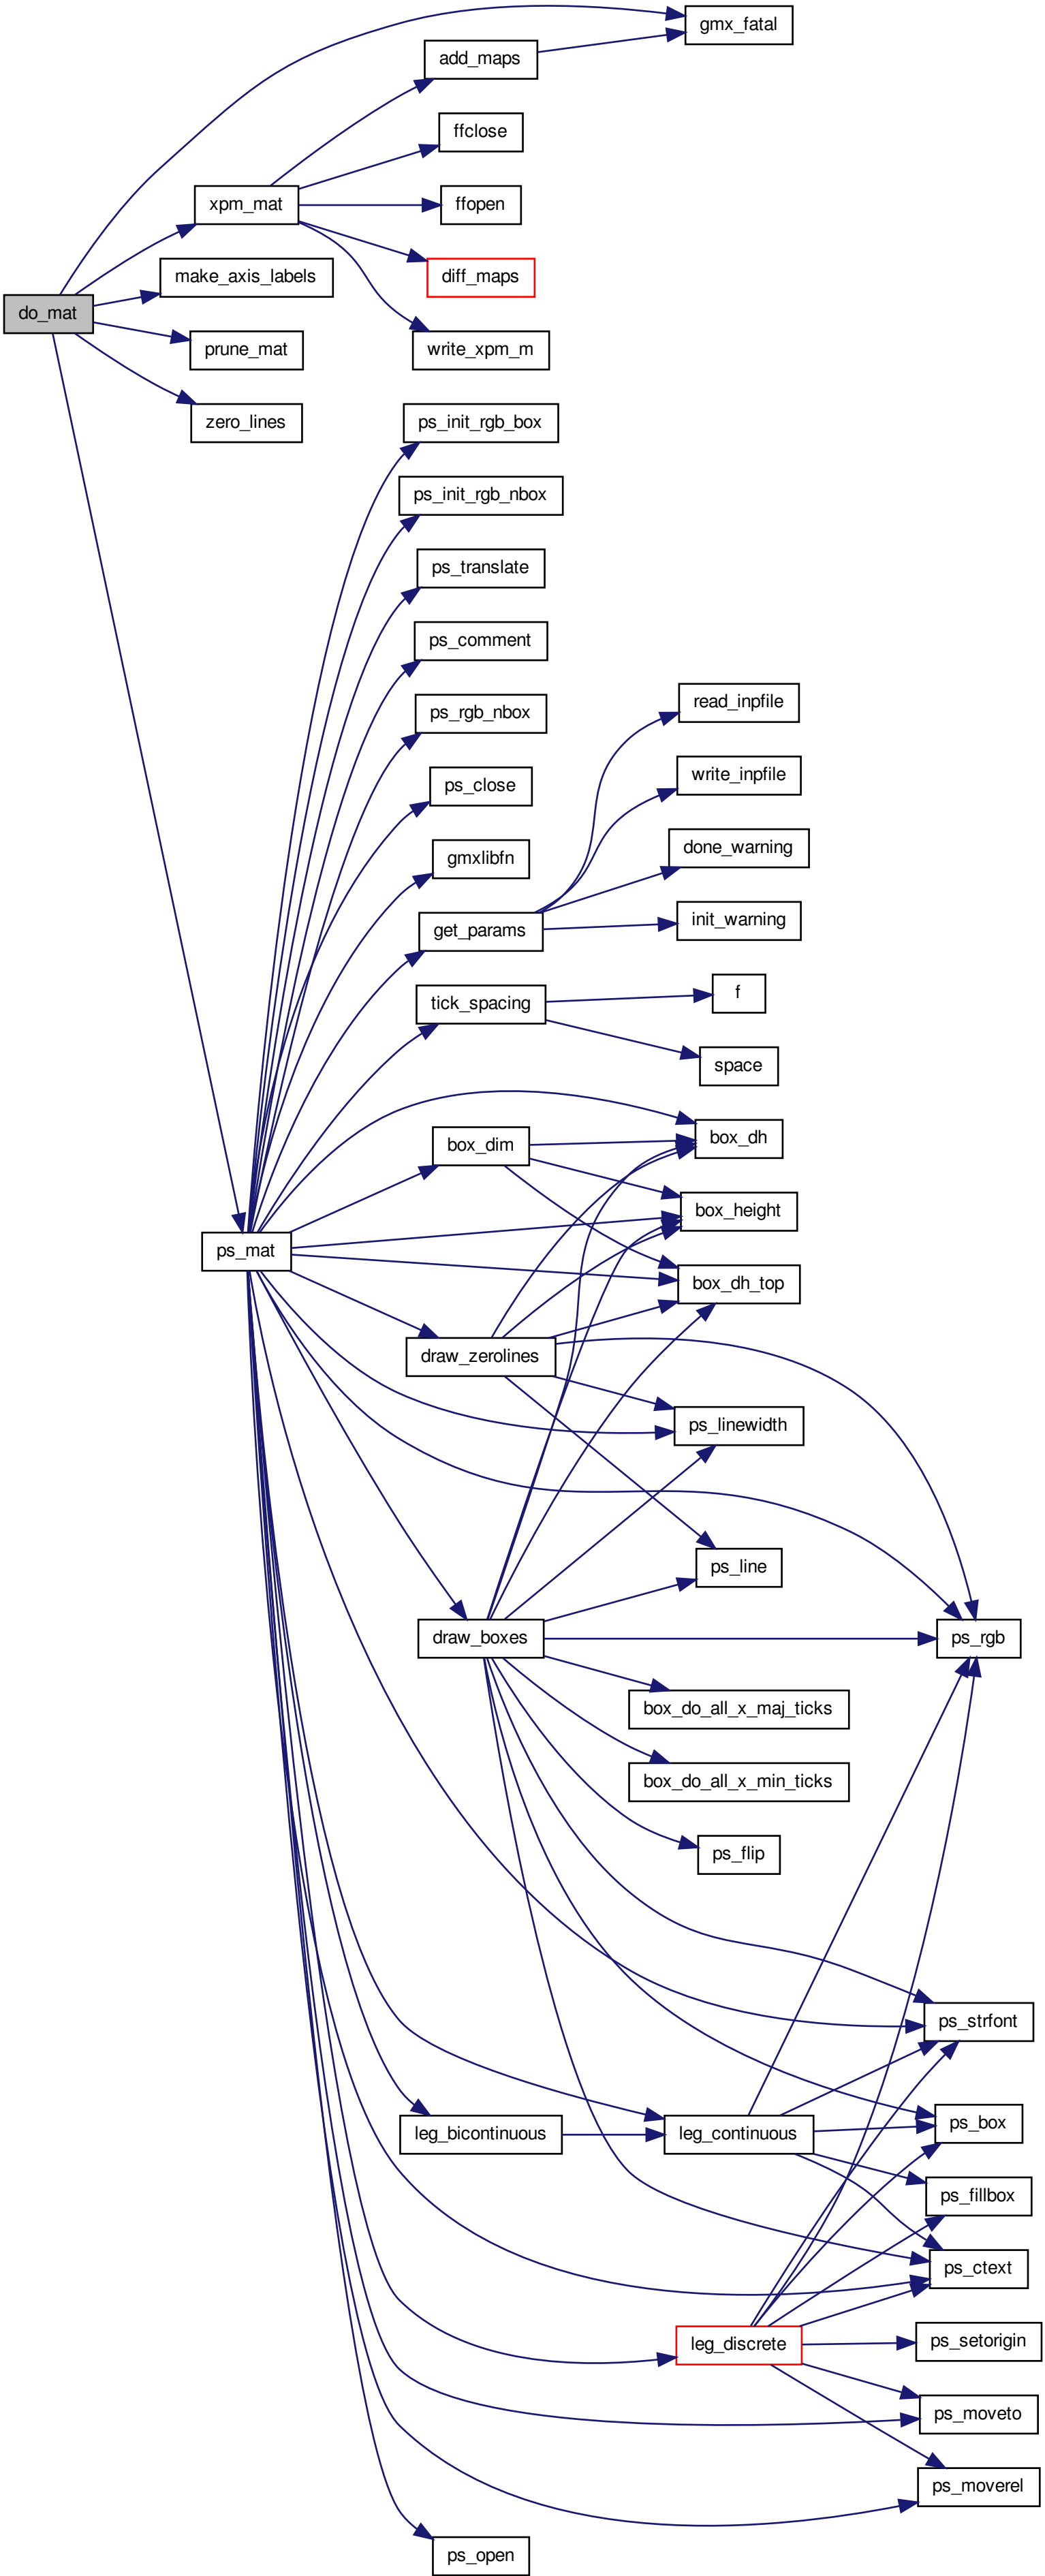 gmx_fatal
add_maps
ffclose
xpm_mat
ffopen
make_axis_labels
diff_maps
do_mat
prune_mat
write_xpm_m
zero_lines
ps_init_rgb_box
ps_init_rgb_nbox
ps_translate
ps_comment
read_inpfile
ps_rgb_nbox
write_inpfile
ps_close
done_warning
gmxlibfn
get_params
init_warning
tick_spacing
f
space
box_dim
box_dh
box_height
ps_mat
box_dh_top
draw_zerolines
ps_linewidth
ps_line
draw_boxes
ps_rgb
box_do_all_x_maj_ticks
box_do_all_x_min_ticks
ps_flip
ps_strfont
leg_bicontinuous
leg_continuous
ps_box
ps_fillbox
ps_ctext
leg_discrete
ps_setorigin
ps_moveto
ps_moverel
ps_open